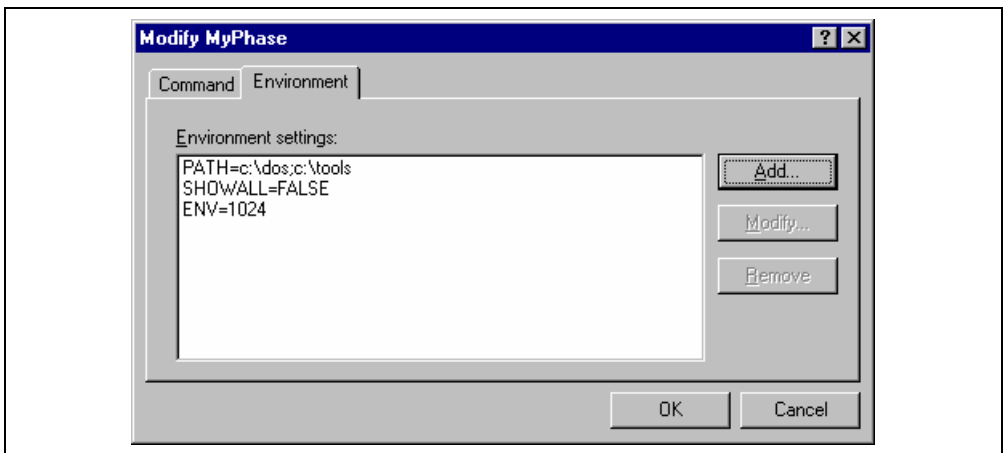 Modify MyPhase
Command Environment
Environment settings:
PATH=c:\dos;c:\tools
SHOWALL=FALSE
ENV=1024
Add...
Modify...
Remove
OK Cancel